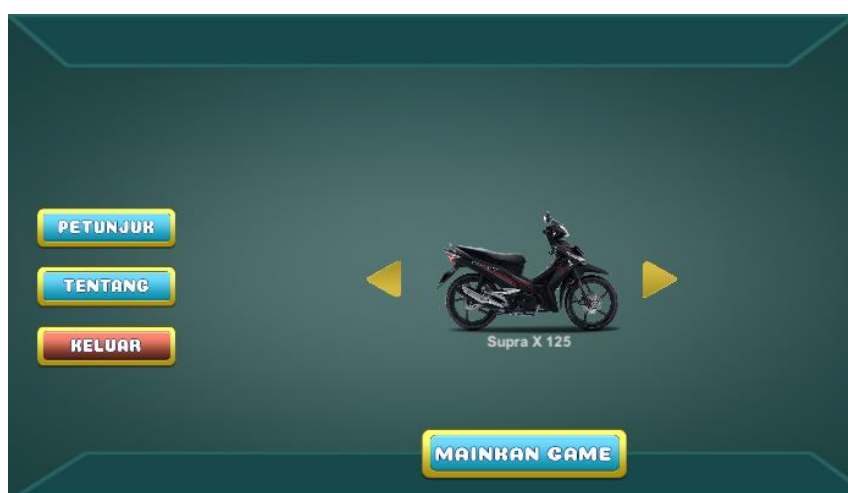 PETUNJUK
TENTANG
KELUAR
Supra X 125
MAINKAN GAME